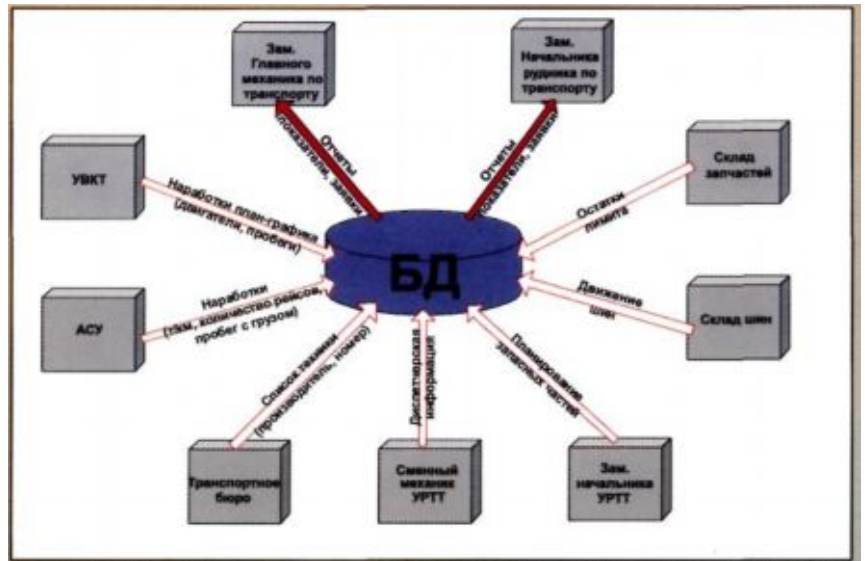 Зам.
Главного
механика по
транспорту
Зам.
Начальника
рудника по
транспорту
Отчеты
(показатели, заявки)
Отчеты
(показатели, заявки)
УВКТ
Наработки план-графика
(двигатели, пробеги)
Склад
запчастей
Остатки
лимита
БД
АСУ
Наработки
(ткм, количество рейсов,
пробег с грузом)
Движение
шин
Склад шин
Список техники
(производитель, номер)
Диспетчерская
информация
Планирование
запасных частей
Транспортное
бюро
Сменный
механик
УРТТ
Зам.
начальника
УРТТ